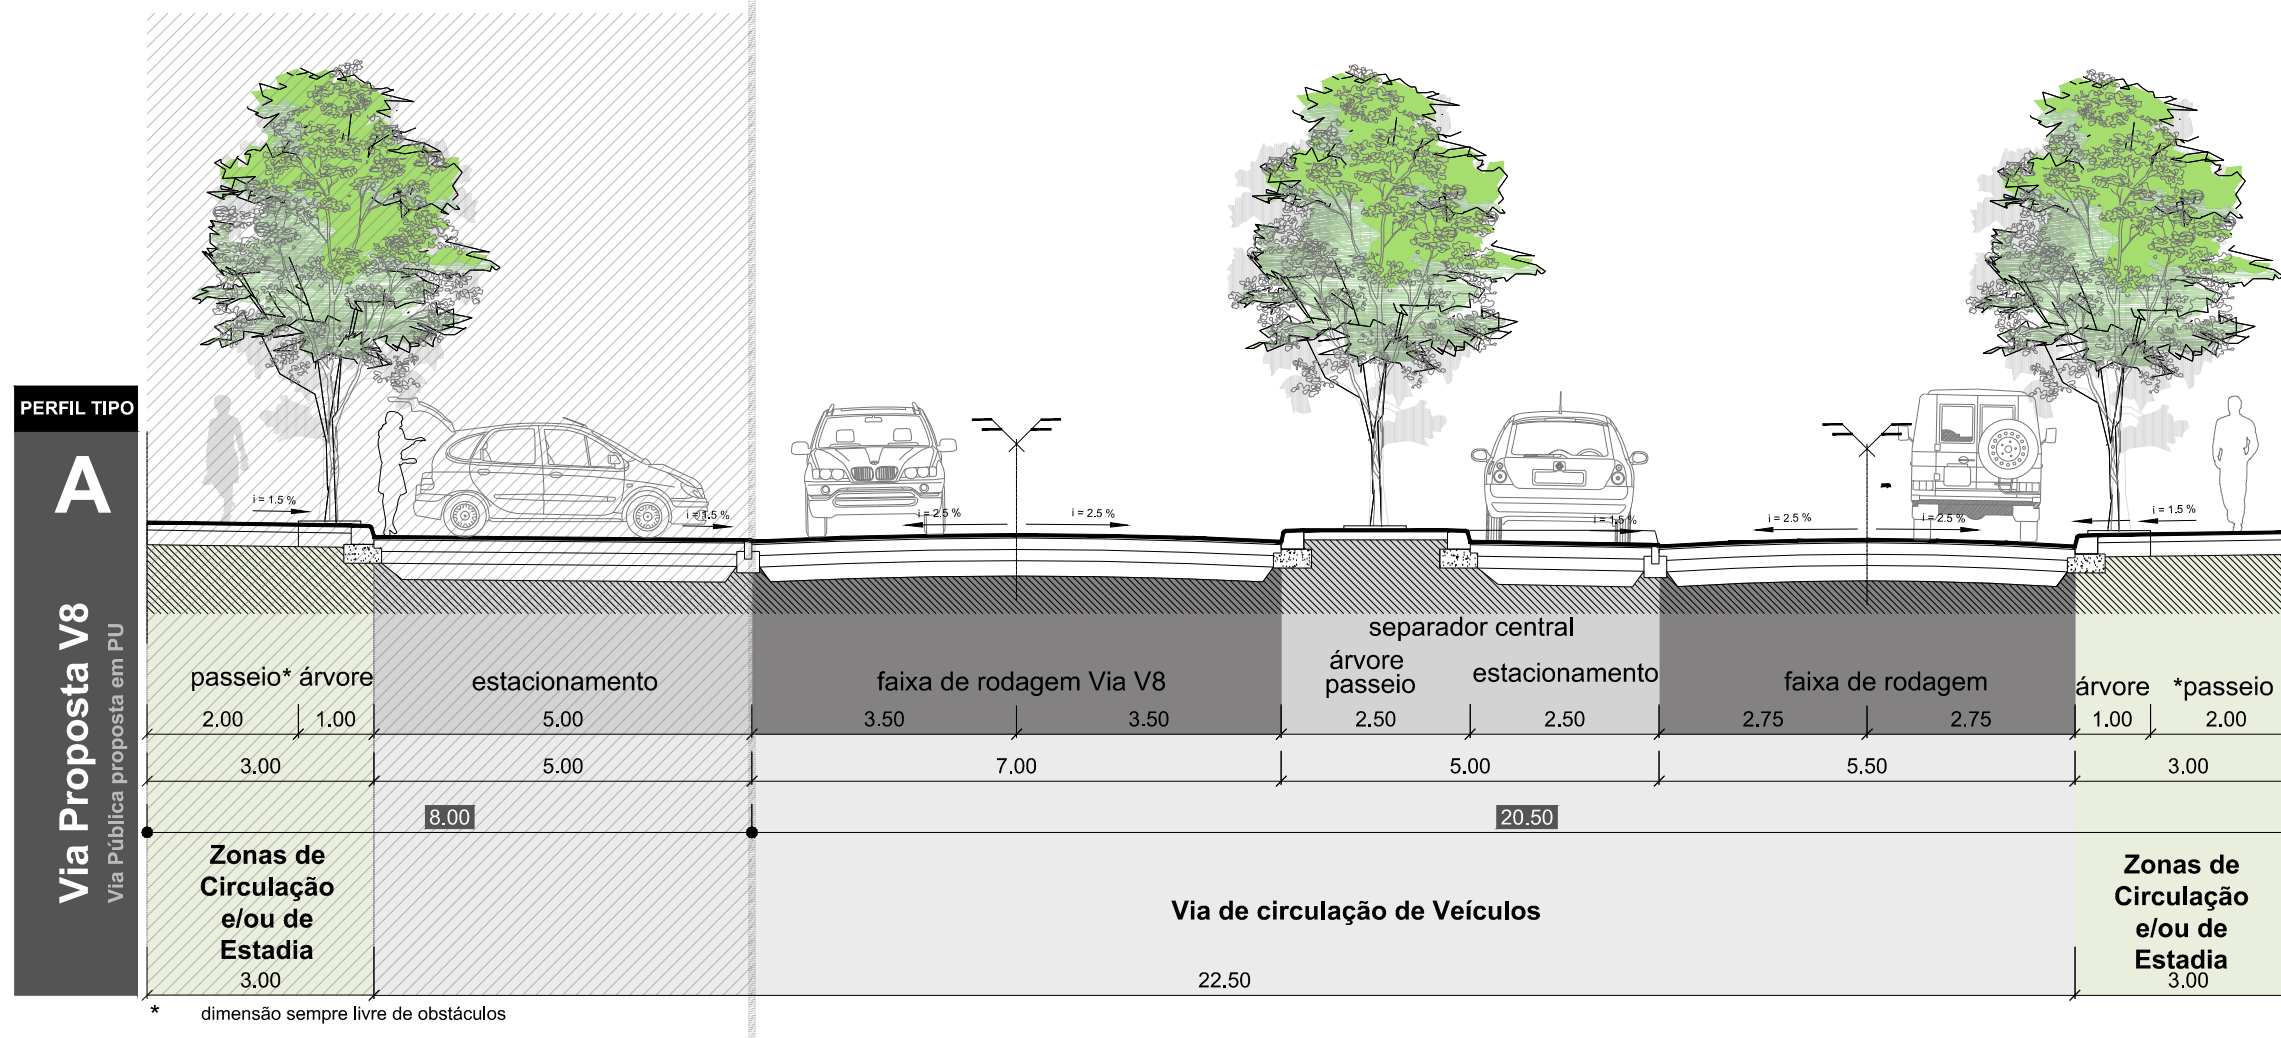 PERFIL TIPO
A
Via Proposta V8
Via Pública proposta em PU
i = 1.5 %
i = 1.5 %
i = 2.5 %
i = 2.5 %
i = 1.5 %
i = 2.5 %
i = 2.5 %
i = 1.5 %
separador central
passeio* árvore
estacionamento
faixa de rodagem Via V8
árvore
passeio
estacionamento
faixa de rodagem
árvore
*passeio
2.00 1.00 5.00 3.50 3.50 2.50 2.50 2.75 2.75 1.00 2.00
3.00 5.00 7.00 5.00 5.50 3.00
8.00 20.50
Zonas de
Circulação
e/ou de
Estadia
3.00
Via de circulação de Veículos
22.50
Zonas de
Circulação
e/ou de
Estadia
3.00
* dimensão sempre livre de obstáculos